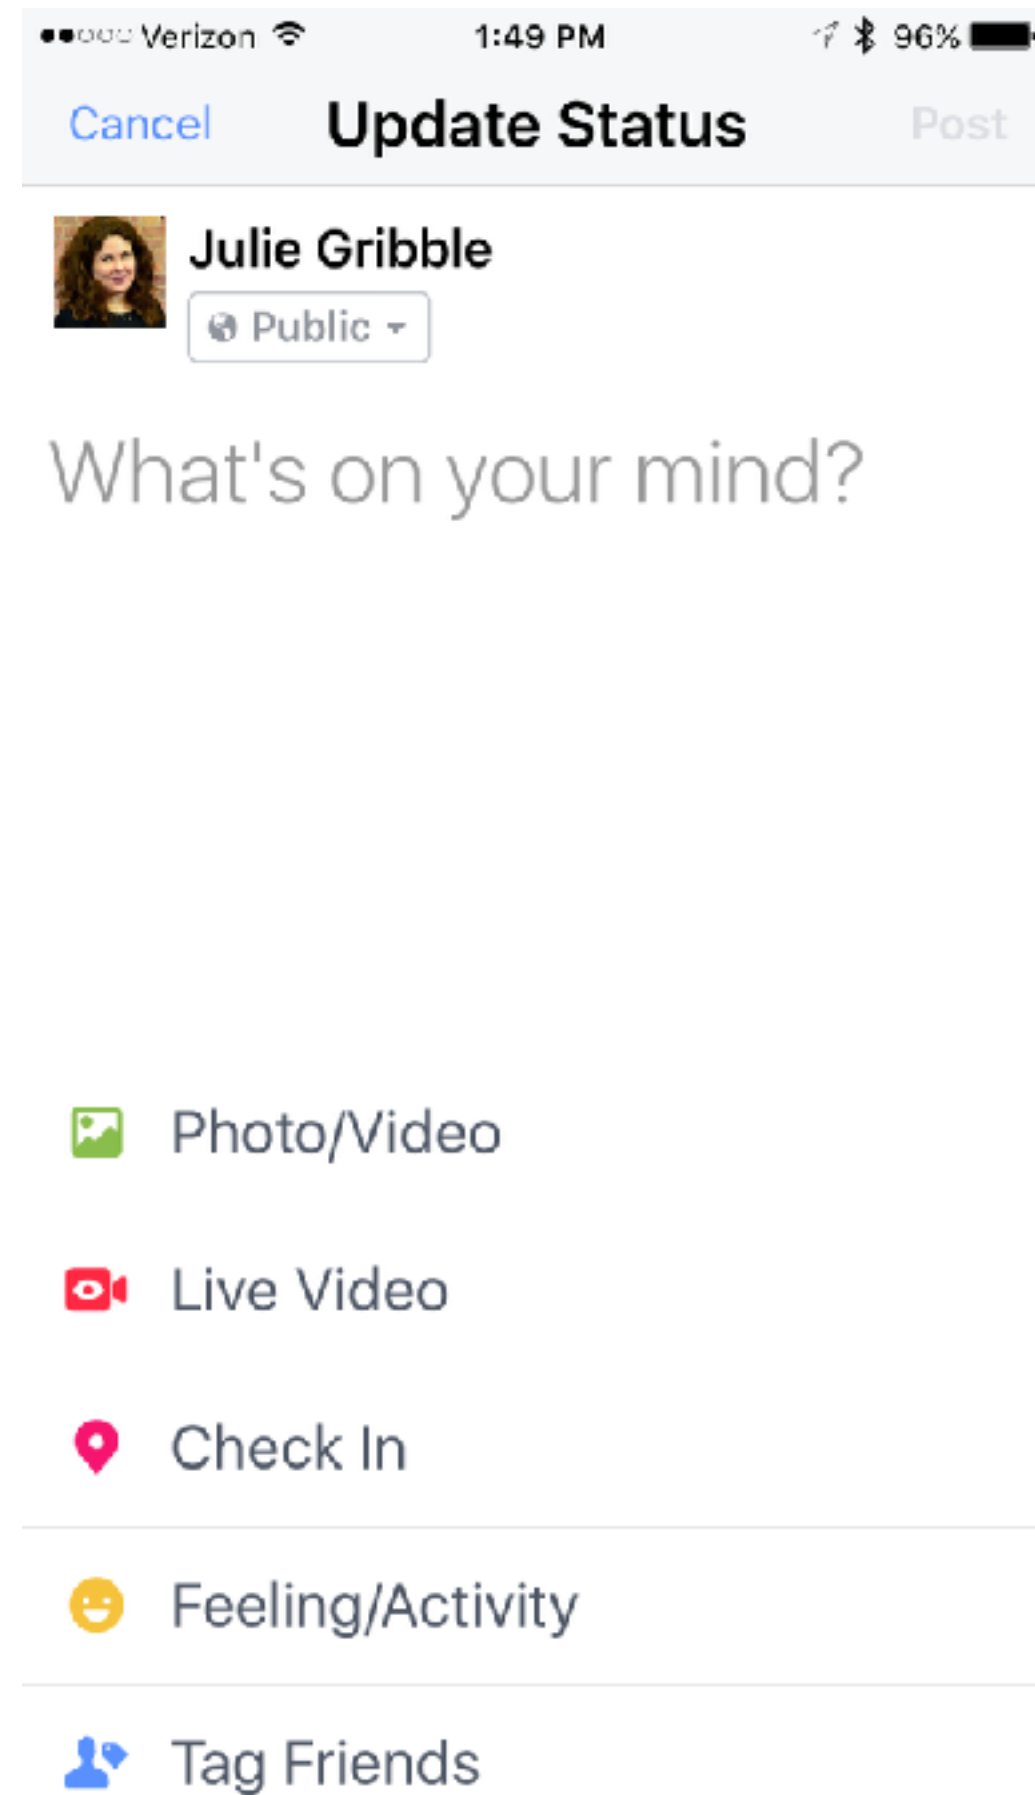 Verizon 1:49 PM 96%
Cancel Update Status Post
Julie Gribble
Public
What's on your mind?
Photo/Video
Live Video
Check In
Feeling/Activity
Tag Friends